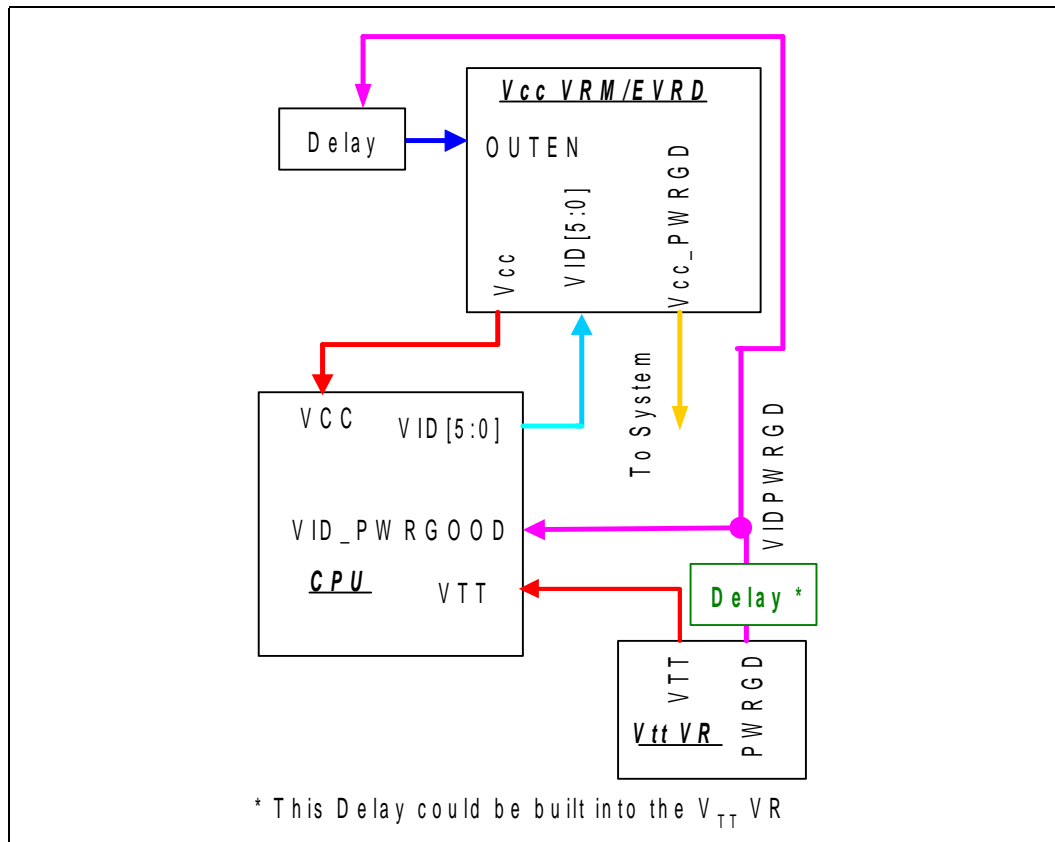 Vcc VRM/EVRD
Delay
OUTEN
Vcc
VID[5:0]
Vcc_PWRGD
To System
VIDPWRGD
VCC
VID[5:0]
VID_PWRGOOD
CPU
VTT
Delay *
VTT
PWRGD
Vtt VR
* This Delay could be built into the VTT VR